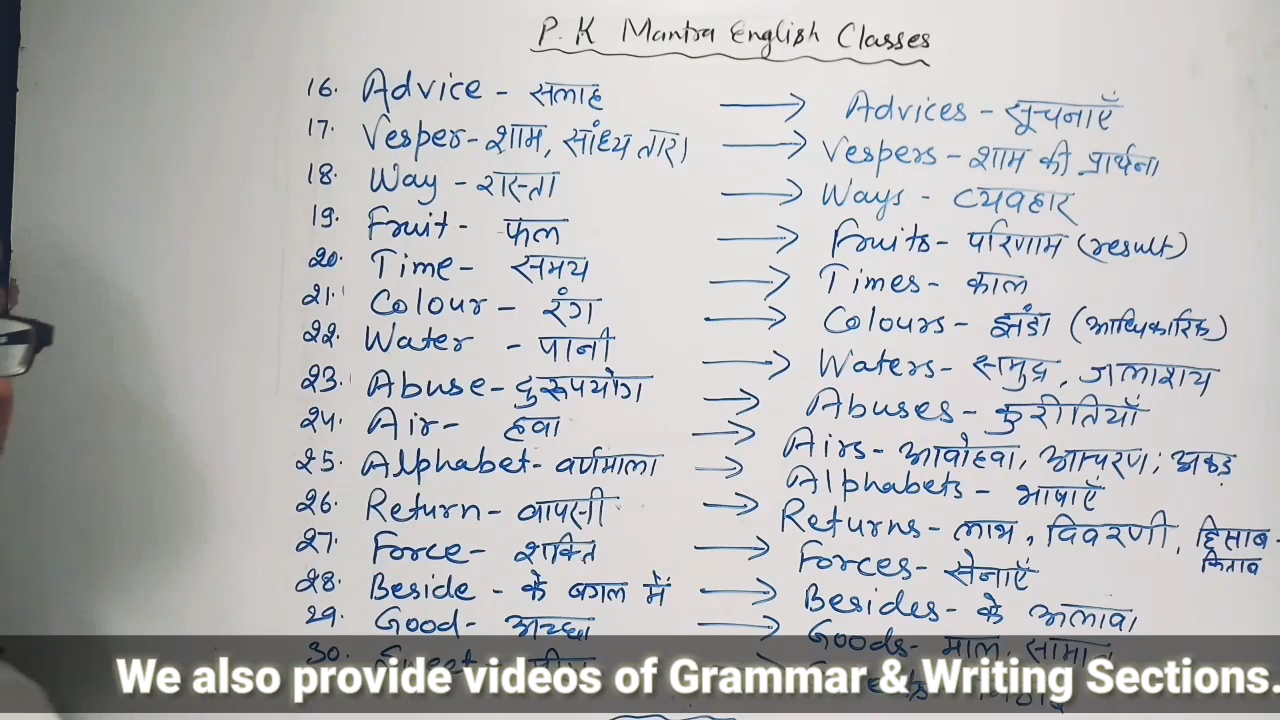 P.K Mantra English Classes
16. Advice - सलाह → Advices - सूचनाएँ
17. Vesper - शाम, सांध्य तारा → Vespers - शाम की प्रार्थना
18. Way - रास्ता → Ways - व्यवहार
19. Fruit - फल → Fruits - परिणाम (result)
20. Time - समय → Times - काल
21. Colour - रंग → Colours - झंडा (आधिकारिक)
22. Water - पानी → Waters - समुद्र, जलाशय
23. Abuse - दुरूपयोग → Abuses - कुरीतियाँ
24. Air - हवा → Airs - आवोहवा, आचरण; अकड़
25. Alphabet - वर्णमाला → Alphabets - भाषाएँ
26. Return - वापसी → Returns - लाभ, विवरणी, हिसाब-
किताब
27. Force - शक्ति → Forces - सेनाएँ
28. Beside - के बगल में → Besides - के अलावा
29. Good - अच्छा → Goods - माल, सामान
30.
We also provide videos of Grammar & Writing Sections.